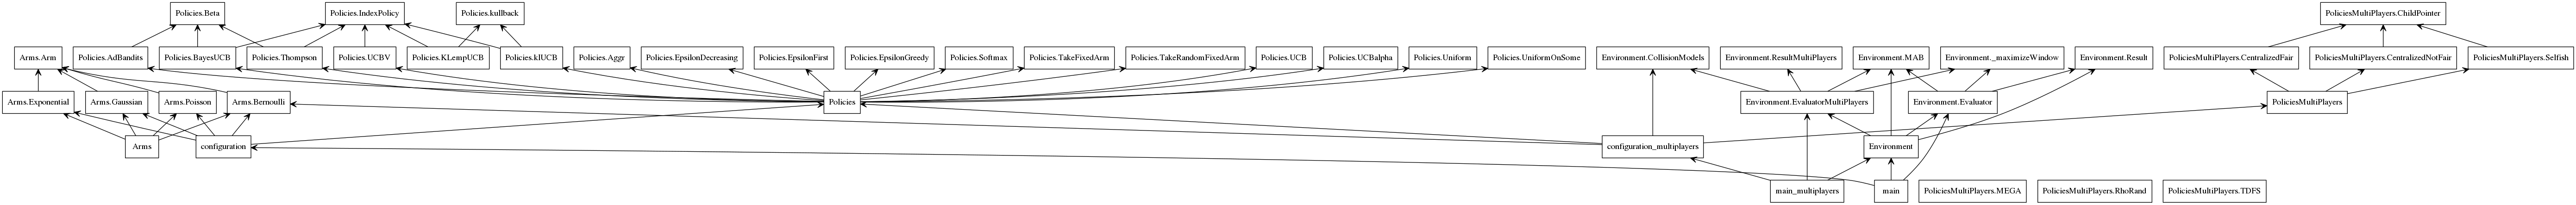 Policies.Beta
Policies.IndexPolicy
Policies.kullback
PoliciesMultiPlayers.ChildPointer
Arms.Arm
Policies.AdBandits
Policies.BayesUCB
Policies.Thompson
Policies.UCBV
Policies.KLempUCB
Policies.klUCB
Policies.Aggr
Policies.EpsilonDecreasing
Policies.EpsilonFirst
Policies.EpsilonGreedy
Policies.Softmax
Policies.TakeFixedArm
Policies.TakeRandomFixedArm
Policies.UCB
Policies.UCBalpha
Policies.Uniform
Policies.UniformOnSome
Environment.CollisionModels
Environment.ResultMultiPlayers
Environment.MAB
Environment._maximizeWindow
Environment.Result
PoliciesMultiPlayers.CentralizedFair
PoliciesMultiPlayers.CentralizedNotFair
PoliciesMultiPlayers.Selfish
Arms.Exponential
Arms.Gaussian
Arms.Poisson
Arms.Bernoulli
Policies
Environment.EvaluatorMultiPlayers
Environment.Evaluator
PoliciesMultiPlayers
Arms
configuration
configuration_multiplayers
Environment
main_multiplayers
main
PoliciesMultiPlayers.MEGA
PoliciesMultiPlayers.RhoRand
PoliciesMultiPlayers.TDFS